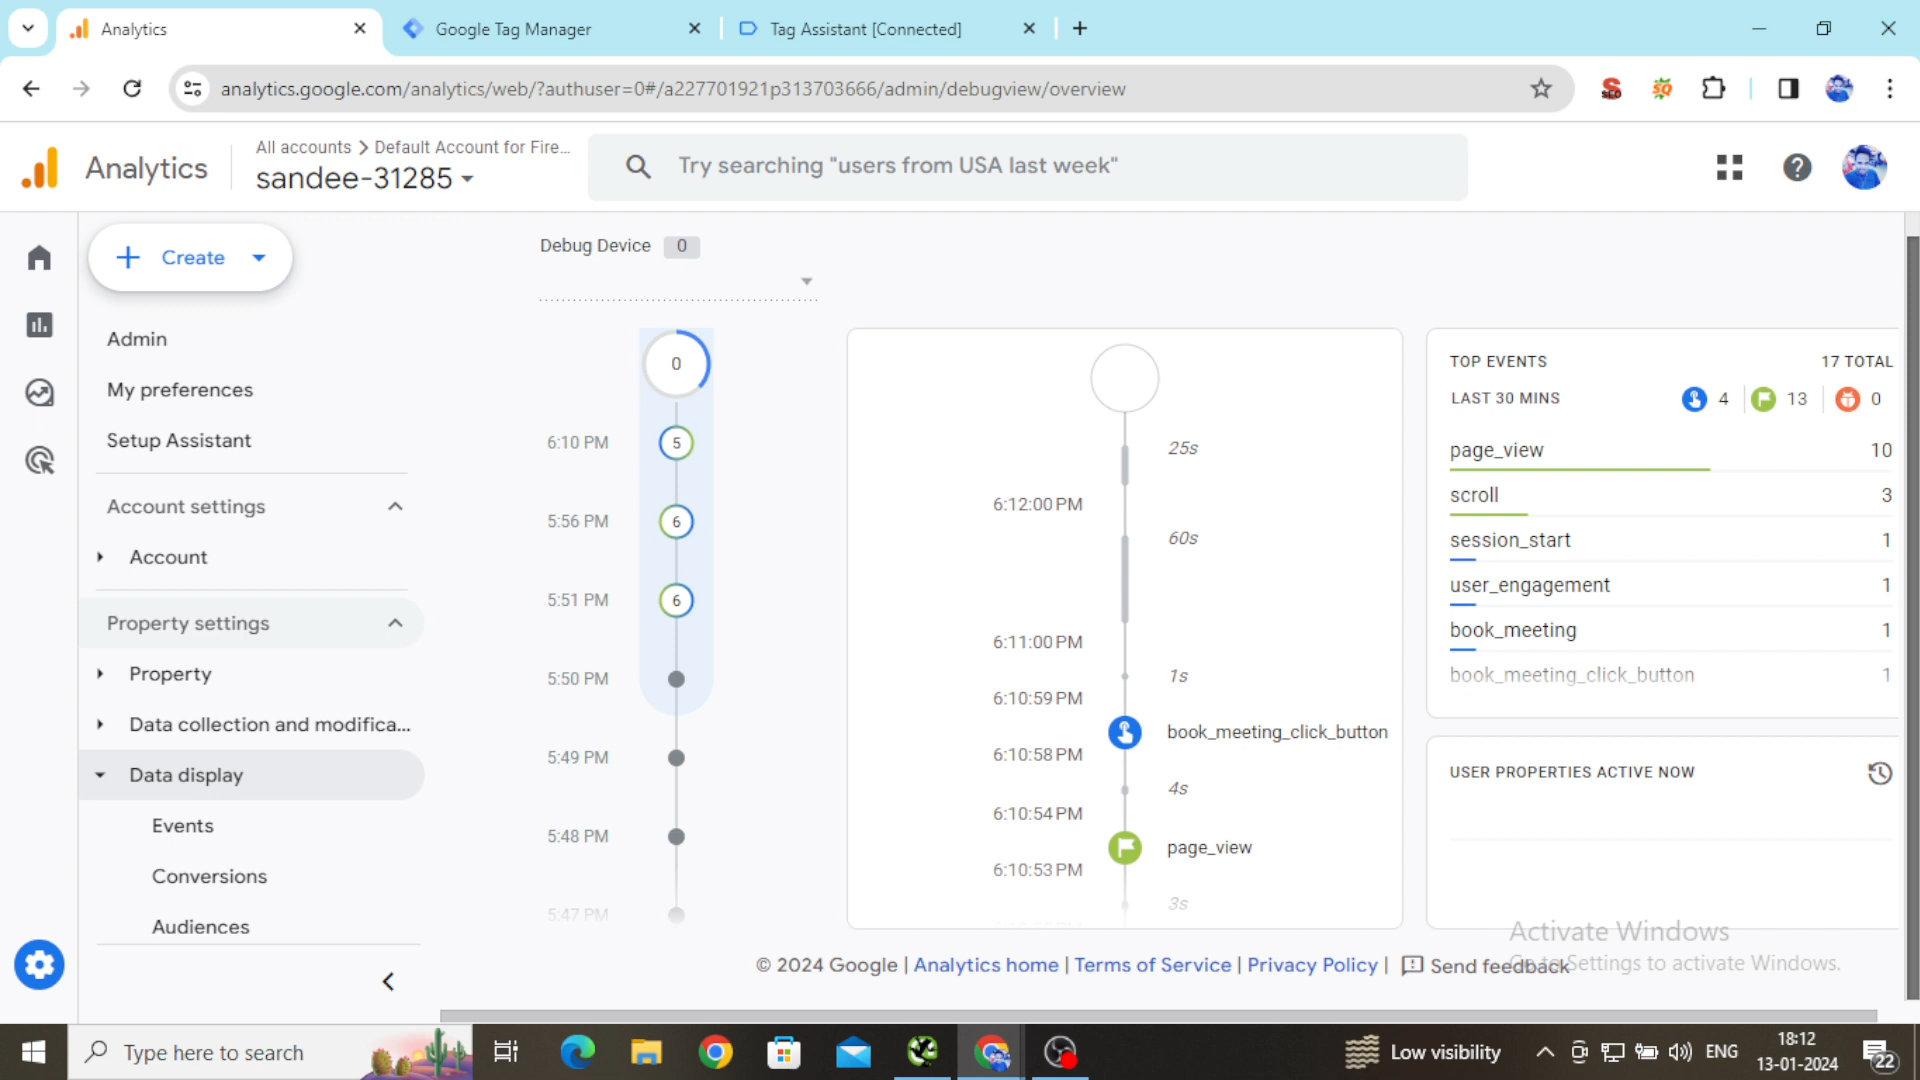 Analytics
Google Tag Manager
Tag Assistant [Connected]
analytics.google.com/analytics/web/?authuser=0#/a227701921p313703666/admin/debugview/overview
Analytics
All accounts > Default Account for Fire...
sandee-31285
Try searching "users from USA last week"
Create
Admin
My preferences
Setup Assistant
Account settings
Account
Property settings
Property
Data collection and modifica...
Data display
Events
Conversions
Audiences
Debug Device 0
0
6:10 PM 5
5:56 PM 6
5:51 PM 6
5:50 PM
5:49 PM
5:48 PM
5:47 PM
25s
6:12:00 PM
60s
6:11:00 PM
1s
6:10:59 PM
book_meeting_click_button
6:10:58 PM
4s
6:10:54 PM
page_view
6:10:53 PM
3s
TOP EVENTS 17 TOTAL
LAST 30 MINS 4 13 0
page_view 10
scroll 3
session_start 1
user_engagement 1
book_meeting 1
book_meeting_click_button 1
USER PROPERTIES ACTIVE NOW
Activate Windows
Go to Settings to activate Windows.
© 2024 Google | Analytics home | Terms of Service | Privacy Policy | Send feedback
Type here to search
Low visibility
ENG
18:12
13-01-2024
22